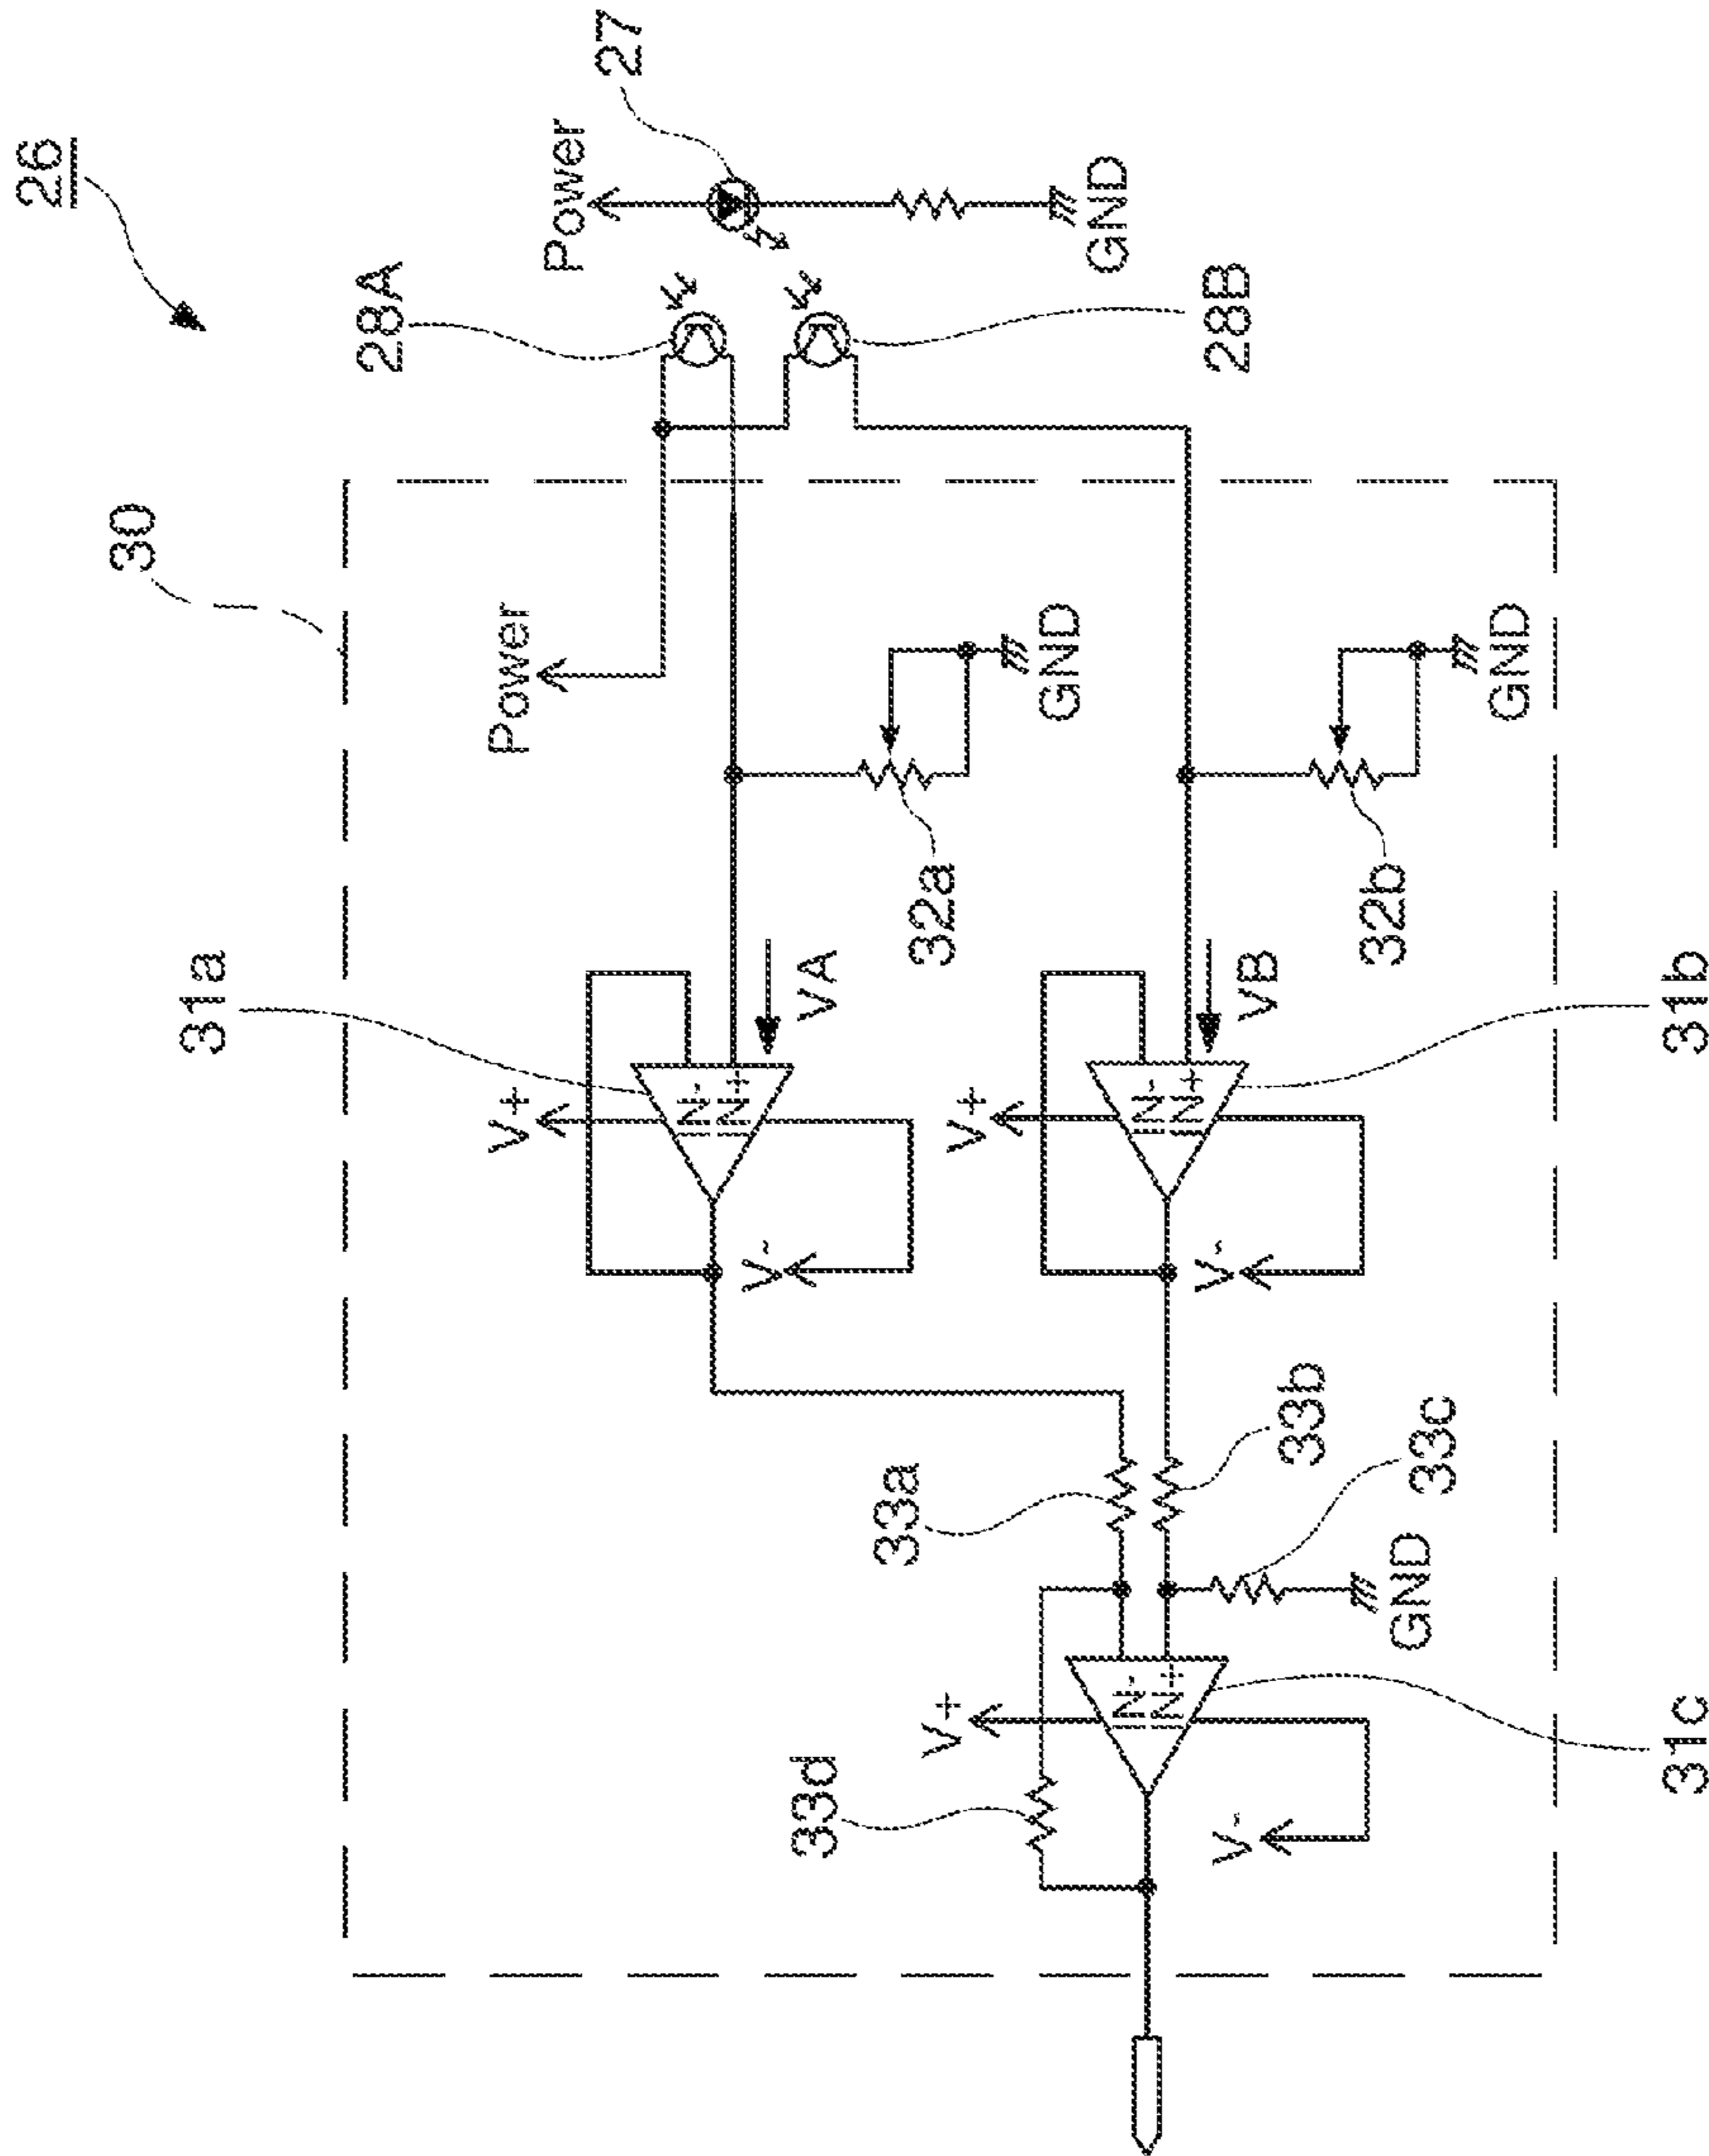 26
27
Power
GND
28A
28B
30
Power
GND
GND
32a
32b
31a
VA
VB
31b
V+
IN-
IN+
V-
V+
IN-
IN+
V-
33a
33b
33c
GND
V+
IN-
IN+
V-
33d
31c